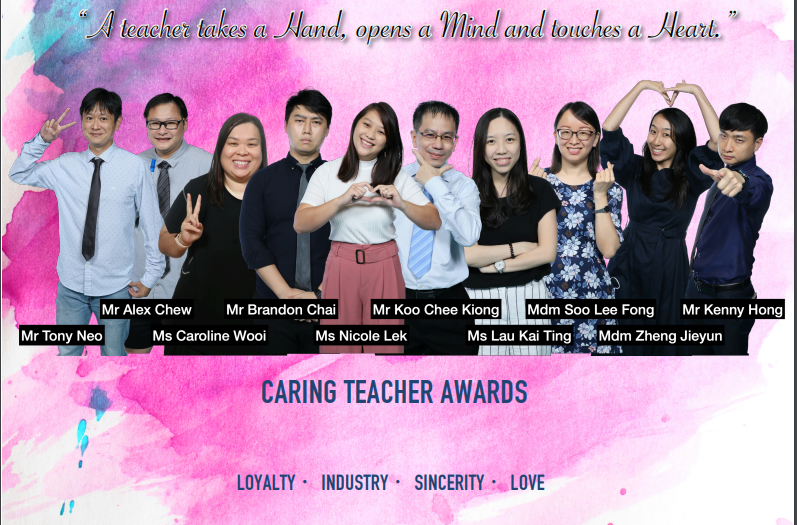 “A teacher takes a Hand, opens a Mind and touches a Heart.”
Mr Alex Chew Mr Brandon Chai Mr Koo Chee Kiong Mdm Soo Lee Fong Mr Kenny Hong
Mr Tony Neo Ms Caroline Wooi Ms Nicole Lek Ms Lau Kai Ting Mdm Zheng Jieyun
CARING TEACHER AWARDS
LOYALTY · INDUSTRY · SINCERITY · LOVE